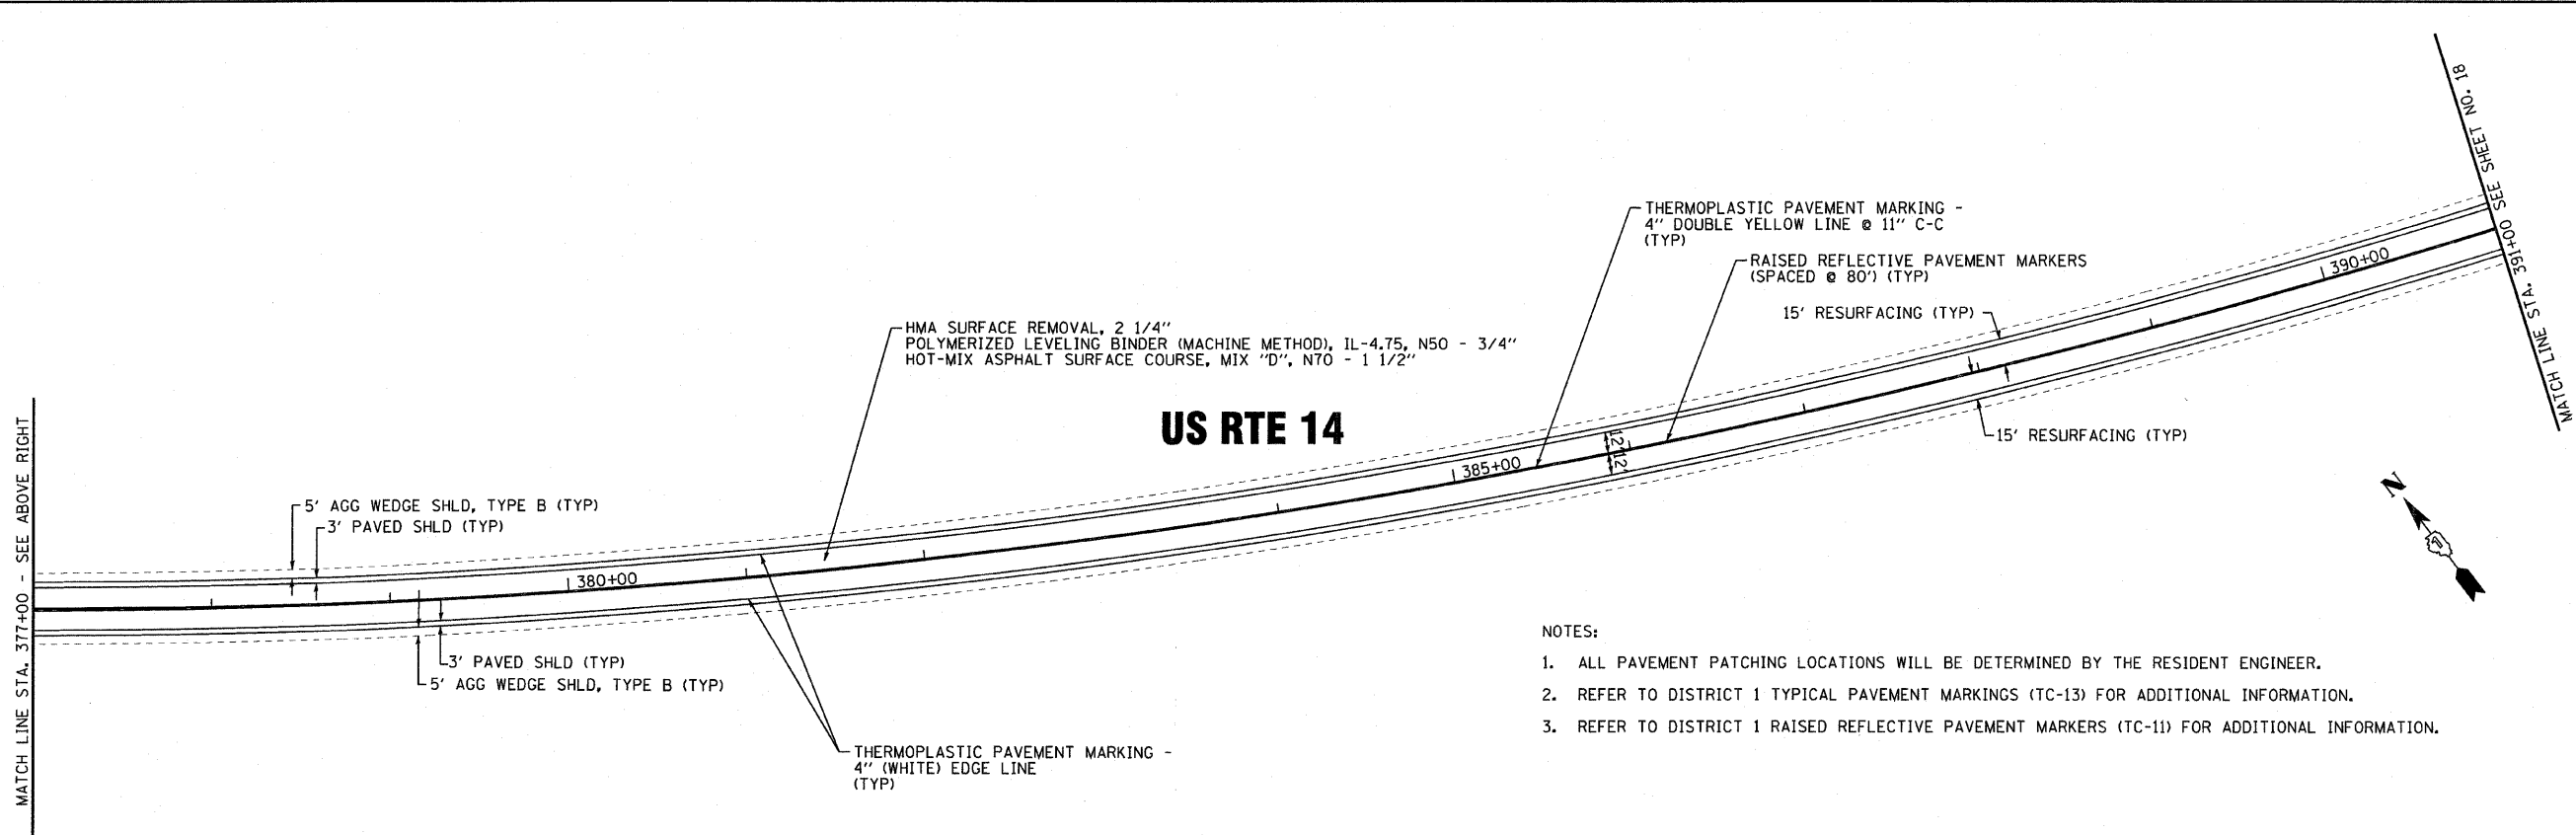 MATCH LINE STA. 377+00 - SEE ABOVE RIGHT
5' AGG WEDGE SHLD, TYPE B (TYP)
3' PAVED SHLD (TYP)
3' PAVED SHLD (TYP)
5' AGG WEDGE SHLD, TYPE B (TYP)
380+00
HMA SURFACE REMOVAL, 2 1/4"
POLYMERIZED LEVELING BINDER (MACHINE METHOD), IL-4.75, N50 - 3/4"
HOT-MIX ASPHALT SURFACE COURSE, MIX "D", N70 - 1 1/2"
US RTE 14
THERMOPLASTIC PAVEMENT MARKING -
4" (WHITE) EDGE LINE
(TYP)
THERMOPLASTIC PAVEMENT MARKING -
4" DOUBLE YELLOW LINE @ 11" C-C
(TYP)
RAISED REFLECTIVE PAVEMENT MARKERS
(SPACED @ 80') (TYP)
385+00
12'
12'
15' RESURFACING (TYP)
15' RESURFACING (TYP)
390+00
MATCH LINE STA. 391+00 SEE SHEET NO. 18
N
NOTES:
1. ALL PAVEMENT PATCHING LOCATIONS WILL BE DETERMINED BY THE RESIDENT ENGINEER.
2. REFER TO DISTRICT 1 TYPICAL PAVEMENT MARKINGS (TC-13) FOR ADDITIONAL INFORMATION.
3. REFER TO DISTRICT 1 RAISED REFLECTIVE PAVEMENT MARKERS (TC-11) FOR ADDITIONAL INFORMATION.